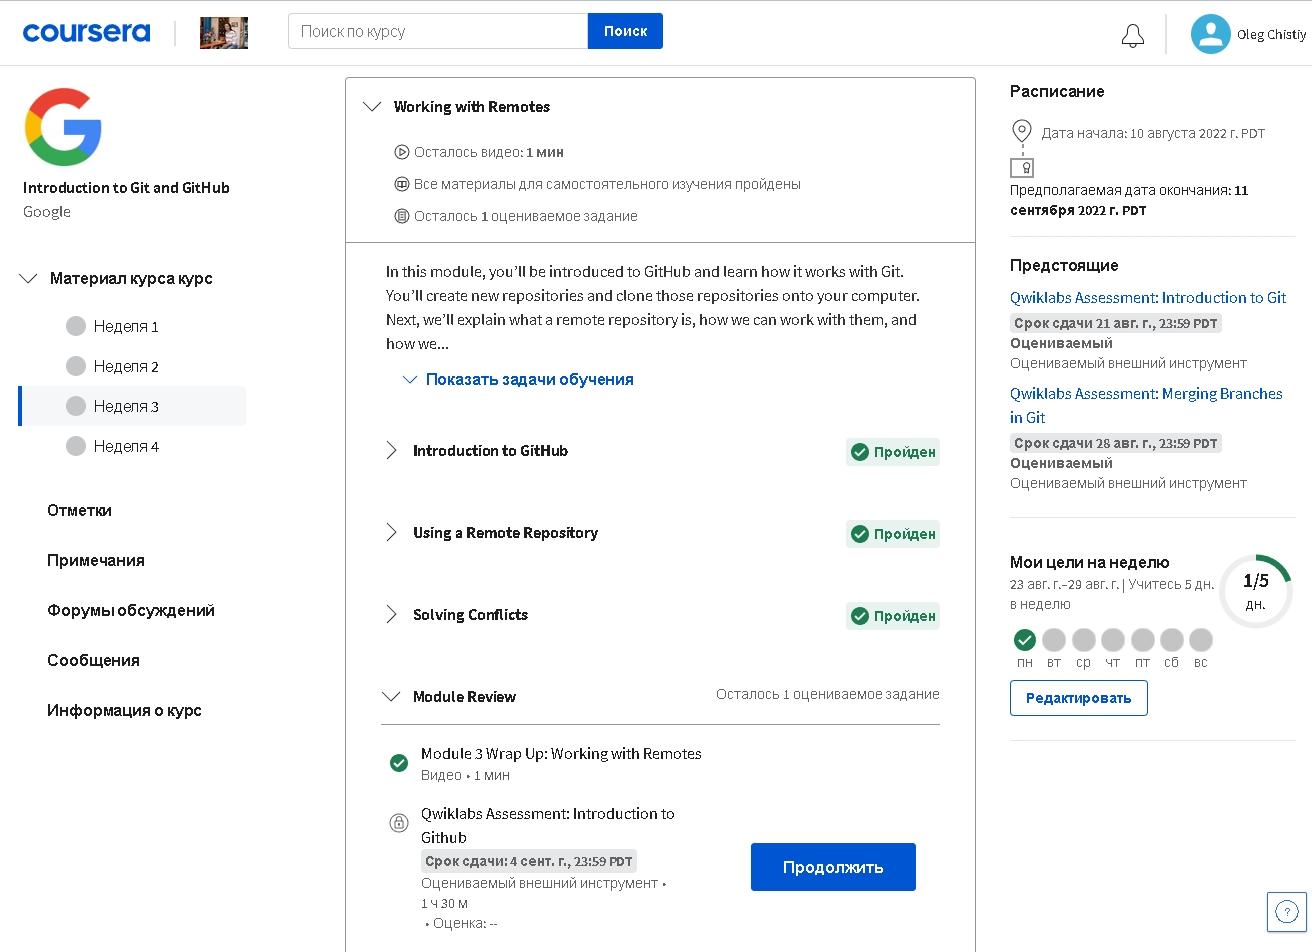 coursera
Поиск по курсу
Поиск
Oleg Chistiy
Introduction to Git and GitHub
Google
Материал курса курс
Неделя 1
Неделя 2
Неделя 3
Неделя 4
Отметки
Примечания
Форумы обсуждений
Сообщения
Информация о курс
Working with Remotes
Осталось видео: 1 мин
Все материалы для самостоятельного изучения пройдены
Осталось 1 оцениваемое задание
In this module, you’ll be introduced to GitHub and learn how it works with Git.
You’ll create new repositories and clone those repositories onto your computer.
Next, we’ll explain what a remote repository is, how we can work with them, and
how we...
Показать задачи обучения
Introduction to GitHub
Пройден
Using a Remote Repository
Пройден
Solving Conflicts
Пройден
Module Review
Осталось 1 оцениваемое задание
Module 3 Wrap Up: Working with Remotes
Видео • 1 мин
Qwiklabs Assessment: Introduction to
Github
Срок сдачи: 4 сент. г., 23:59 PDT
Оцениваемый внешний инструмент •
1 ч 30 м
• Оценка: --
Продолжить
Расписание
Дата начала: 10 августа 2022 г. PDT
Предполагаемая дата окончания: 11
сентября 2022 г. PDT
Предстоящие
Qwiklabs Assessment: Introduction to Git
Срок сдачи 21 авг. г., 23:59 PDT
Оцениваемый
Оцениваемый внешний инструмент
Qwiklabs Assessment: Merging Branches
in Git
Срок сдачи 28 авг. г., 23:59 PDT
Оцениваемый
Оцениваемый внешний инструмент
Мои цели на неделю
23 авг. г.–29 авг. г. | Учитесь 5 дн.
в неделю
1/5
дн.
пн вт ср чт пт сб вс
Редактировать
?